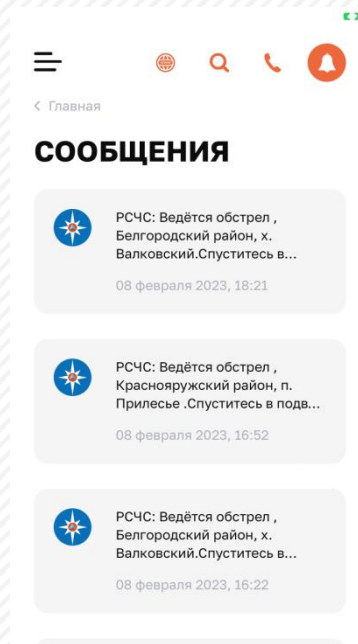 Главная
СООБЩЕНИЯ
РСЧС: Ведётся обстрел ,
Белгородский район, х.
Валковский.Спуститесь в...
08 февраля 2023, 18:21
РСЧС: Ведётся обстрел ,
Краснояружский район, п.
Прилесье .Спуститесь в подв...
08 февраля 2023, 16:52
РСЧС: Ведётся обстрел ,
Белгородский район, х.
Валковский.Спуститесь в...
08 февраля 2023, 16:22